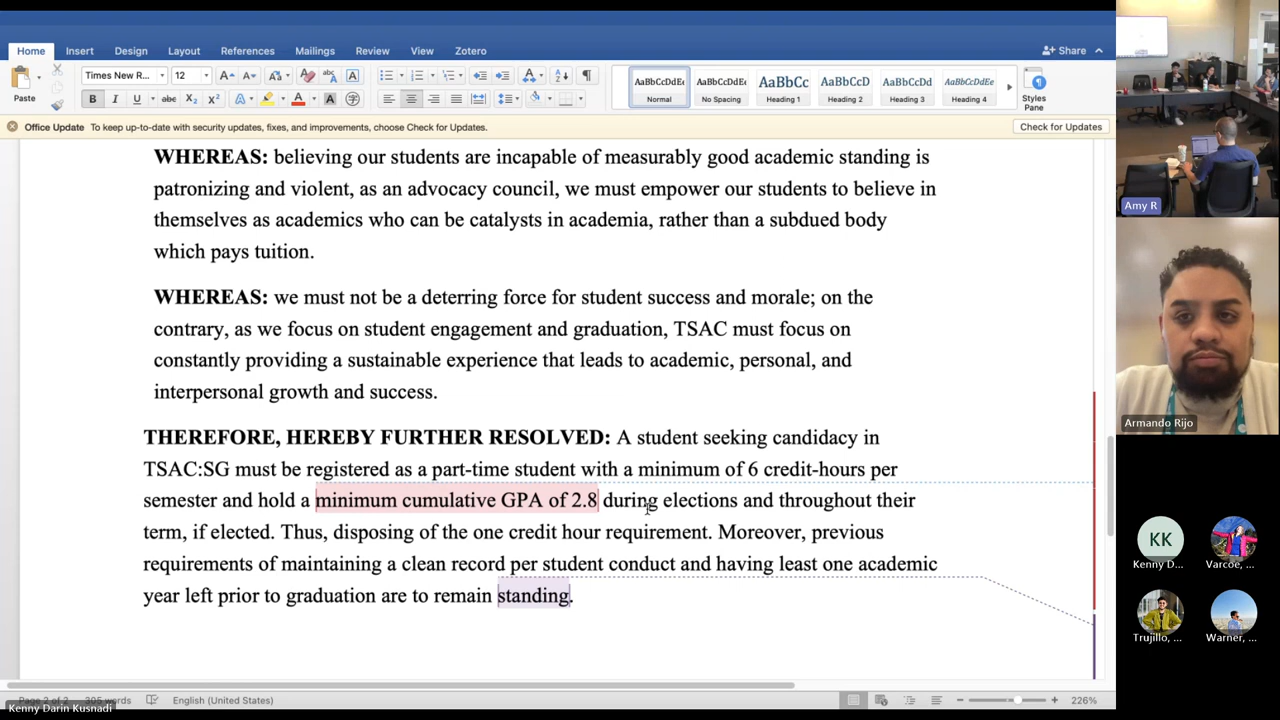 Home Insert Design Layout References Mailings Review View Zotero Share
Times New R... 12
Paste
AaBbCcDdEe AaBbCcDdEe AaBbCc AaBbCcD AaBbCcDd AaBbCcDdEe
Normal No Spacing Heading 1 Heading 2 Heading 3 Heading 4 Styles Pane
Office Update To keep up-to-date with security updates, fixes, and improvements, choose Check for Updates. Check for Updates
WHEREAS: believing our students are incapable of measurably good academic standing is
patronizing and violent, as an advocacy council, we must empower our students to believe in
themselves as academics who can be catalysts in academia, rather than a subdued body
which pays tuition.
WHEREAS: we must not be a deterring force for student success and morale; on the
contrary, as we focus on student engagement and graduation, TSAC must focus on
constantly providing a sustainable experience that leads to academic, personal, and
interpersonal growth and success.
THEREFORE, HEREBY FURTHER RESOLVED: A student seeking candidacy in
TSAC:SG must be registered as a part-time student with a minimum of 6 credit-hours per
semester and hold a minimum cumulative GPA of 2.8 during elections and throughout their
term, if elected. Thus, disposing of the one credit hour requirement. Moreover, previous
requirements of maintaining a clean record per student conduct and having least one academic
year left prior to graduation are to remain standing.
Page 2 of 2 305 words English (United States) 226%
Kenny Darin Kusnadi
Amy R
Armando Rijo
KK
Kenny D... Varcoe, ...
Trujillo, ... Warner, ...